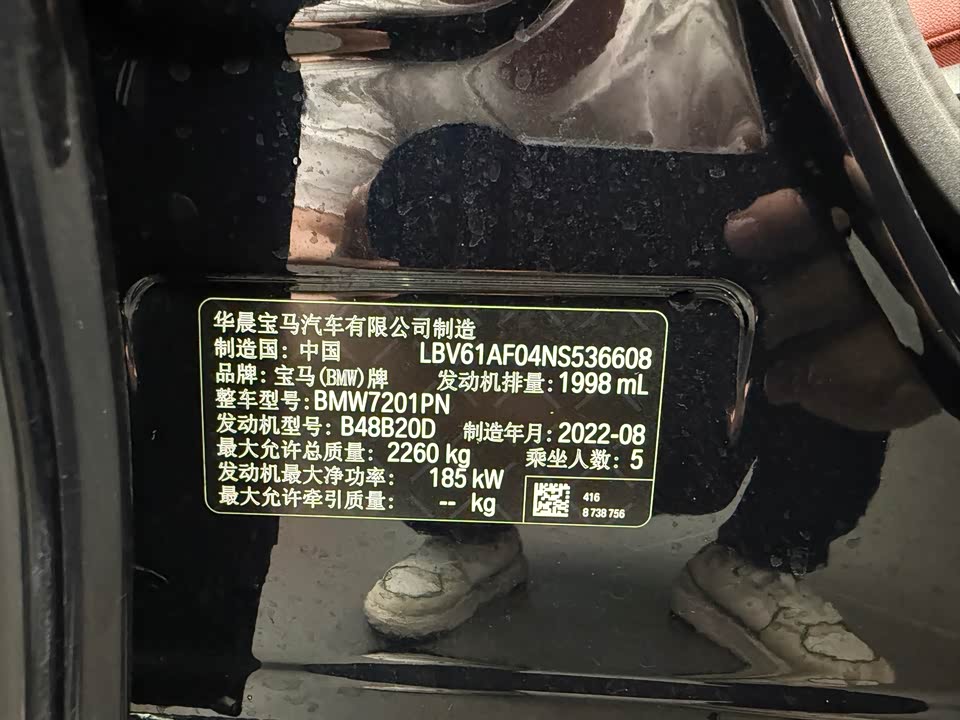 华晨宝马汽车有限公司制造
制造国：中国 LBV61AF04NS536608
品牌：宝马(BMW)牌 发动机排量：1998 mL
整车型号：BMW7201PN
发动机型号：B48B20D 制造年月：2022-08
最大允许总质量：2260 kg 乘坐人数：5
发动机最大净功率： 185 kW
最大允许牵引质量： -- kg
416
8 738 756